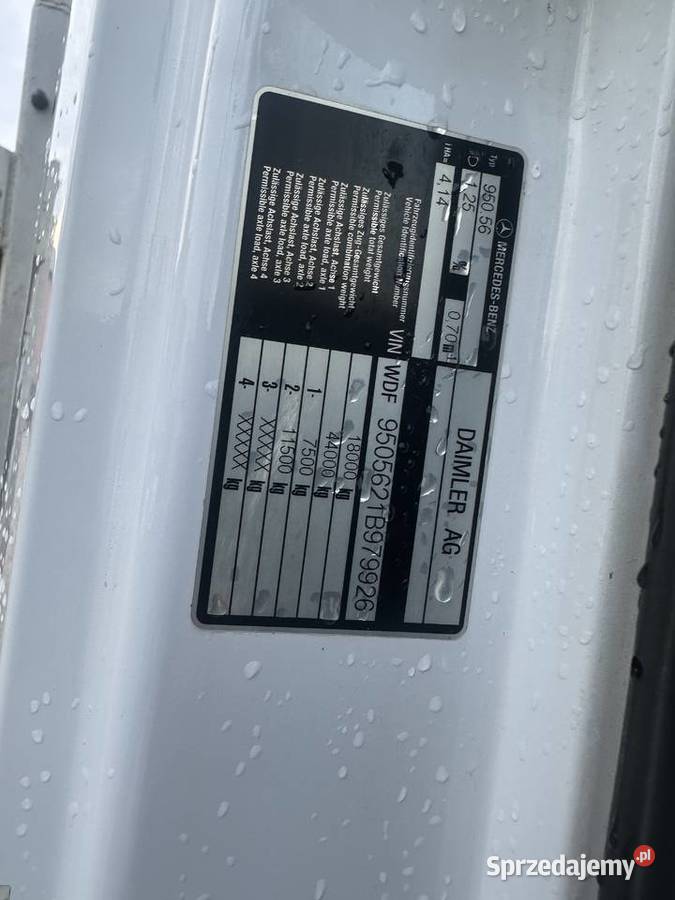 MERCEDES-BENZ
DAIMLER AG
Typ
D 1,25 % 0,70 m⁻¹
i HA= 4,14
Fahrzeugidentifizierungsnummer
Vehicle Identification Number
VIN WDF 9505621B979926
Zulässiges Gesamtgewicht
Permissible total weight
18000 kg
Zulässiges Zug-Gesamtgewicht
Permissible combination weight
44000 kg
Zulässige Achslast, Achse 1
Permissible axle load, axle 1
1- 7500 kg
Zulässige Achslast, Achse 2
Permissible axle load, axle 2
2- 11500 kg
Zulässige Achslast, Achse 3
Permissible axle load, axle 3
3- XXXXX kg
Zulässige Achslast, Achse 4
Permissible axle load, axle 4
4- XXXXX kg
Sprzedajemy.pl